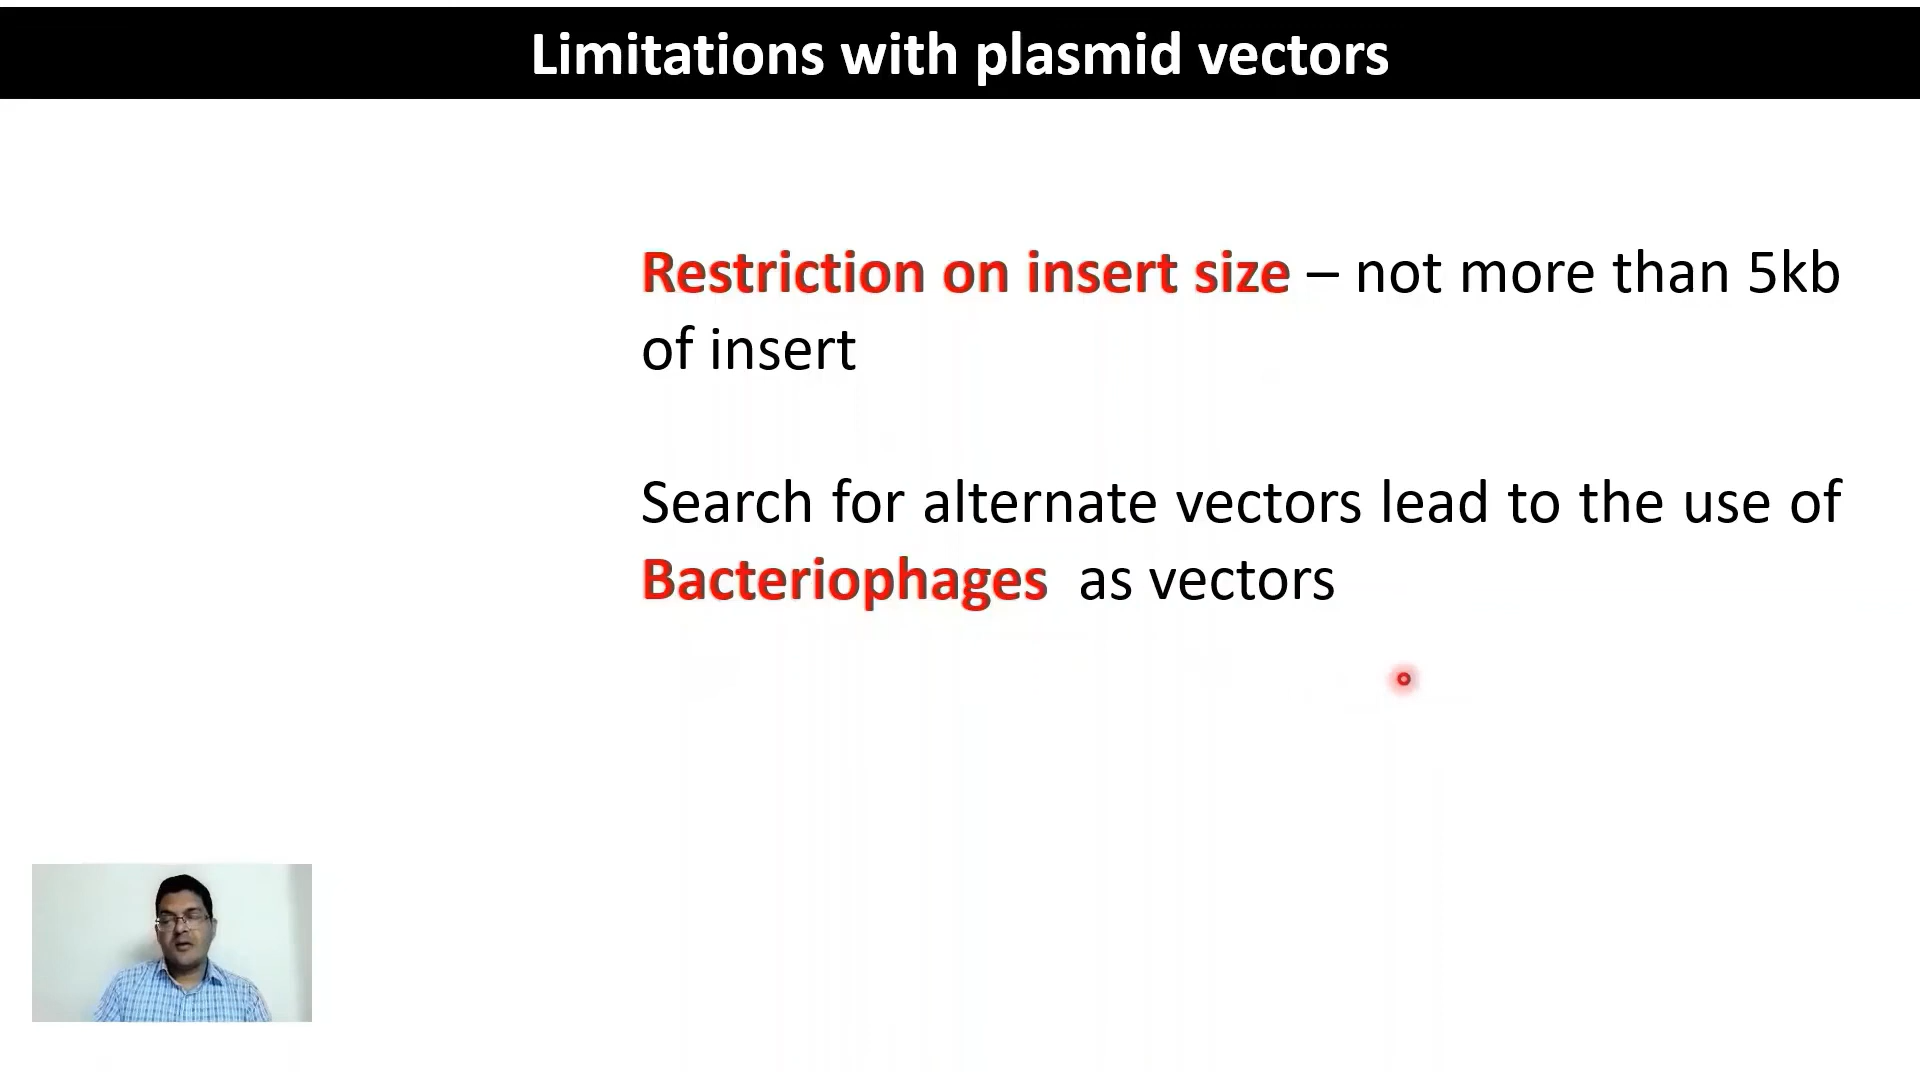 Limitations with plasmid vectors
Restriction on insert size – not more than 5kb
of insert
Search for alternate vectors lead to the use of
Bacteriophages as vectors